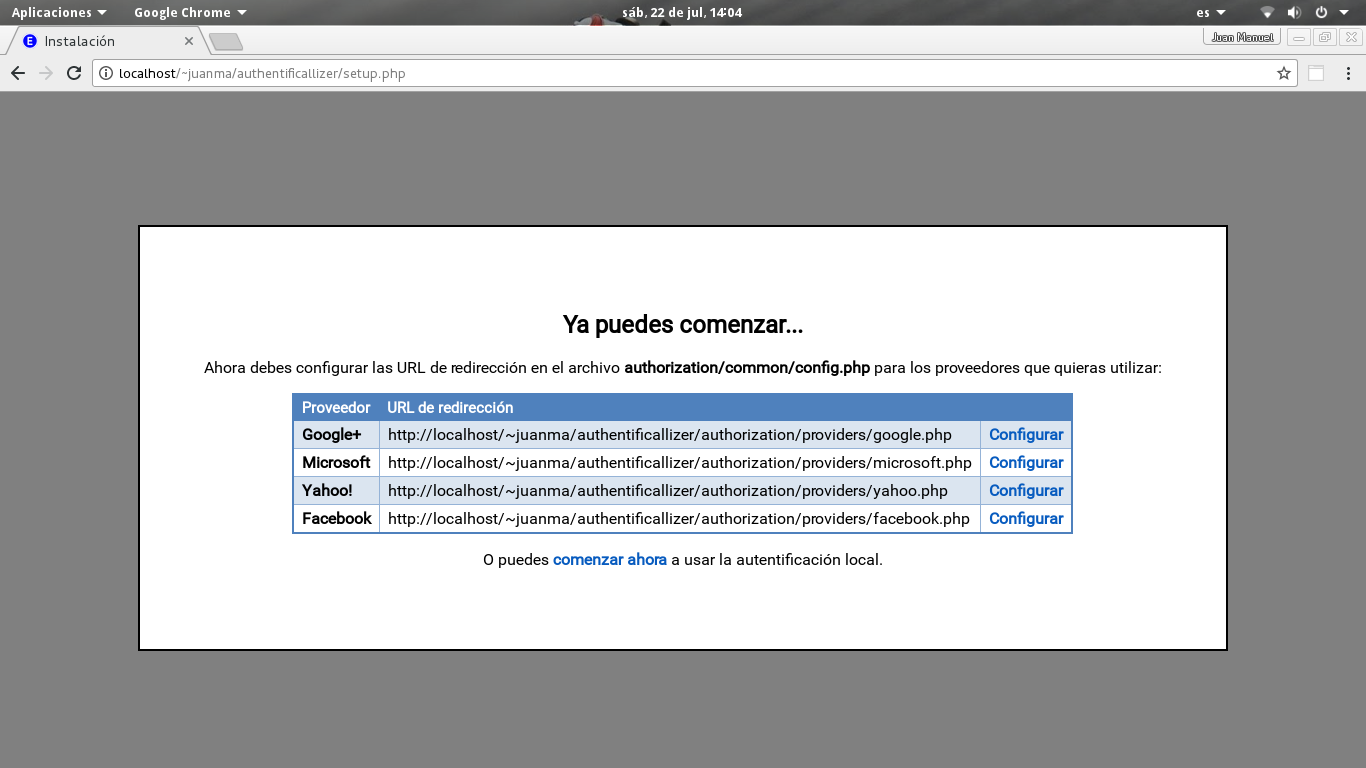 Aplicaciones Google Chrome sáb, 22 de jul, 14:04 es
Instalación Juan Manuel
localhost/~juanma/authentificallizer/setup.php
Ya puedes comenzar...
Ahora debes configurar las URL de redirección en el archivo authorization/common/config.php para los proveedores que quieras utilizar:
Proveedor URL de redirección
Google+ http://localhost/~juanma/authentificallizer/authorization/providers/google.php Configurar
Microsoft http://localhost/~juanma/authentificallizer/authorization/providers/microsoft.php Configurar
Yahoo! http://localhost/~juanma/authentificallizer/authorization/providers/yahoo.php Configurar
Facebook http://localhost/~juanma/authentificallizer/authorization/providers/facebook.php Configurar
O puedes comenzar ahora a usar la autentificación local.